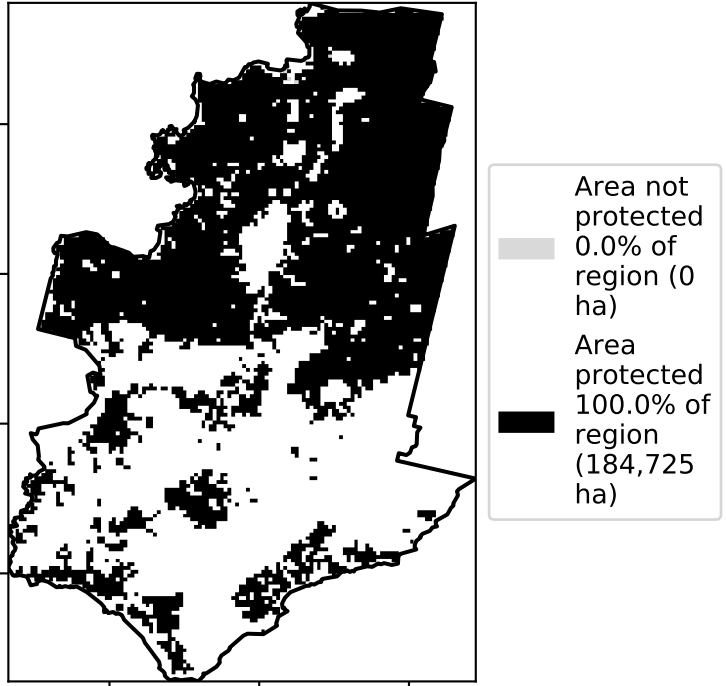 Area not
protected
0.0% of
region (0
ha)
Area
protected
100.0% of
region
(184,725
ha)